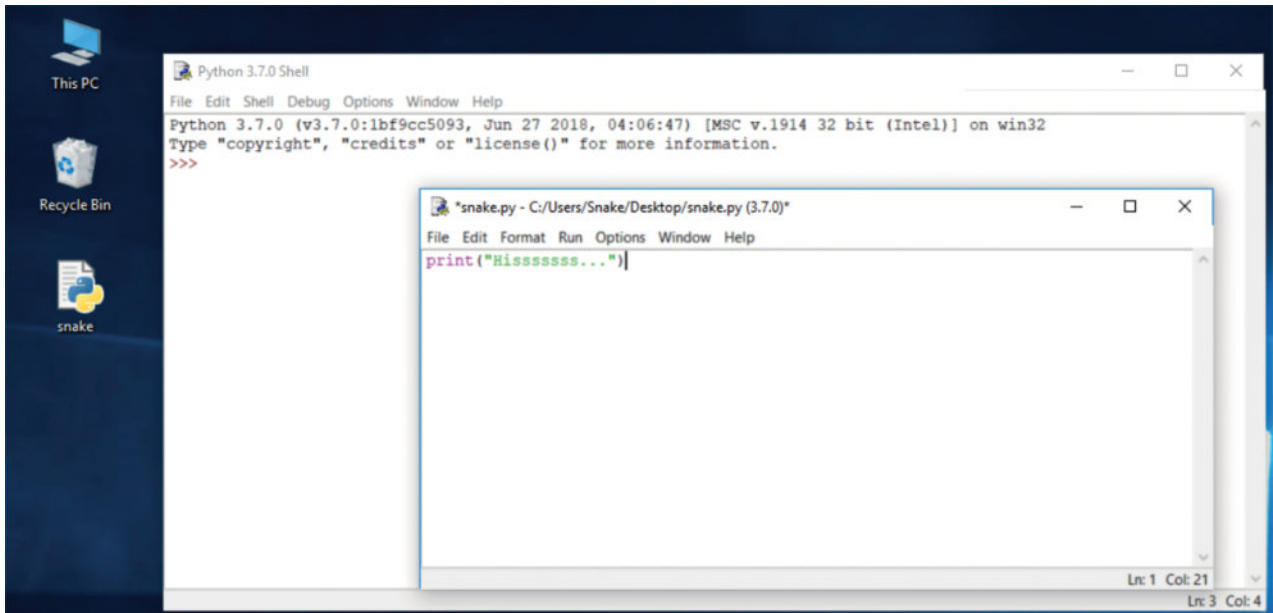 This PC
Recycle Bin
snake
Python 3.7.0 Shell
File Edit Shell Debug Options Window Help
Python 3.7.0 (v3.7.0:1bf9cc5093, Jun 27 2018, 04:06:47) [MSC v.1914 32 bit (Intel)] on win32
Type "copyright", "credits" or "license()" for more information.
>>>
*snake.py - C:/Users/Snake/Desktop/snake.py (3.7.0)*
File Edit Format Run Options Window Help
print("Hisssssss...")
Ln: 1 Col: 21
Ln: 3 Col: 4